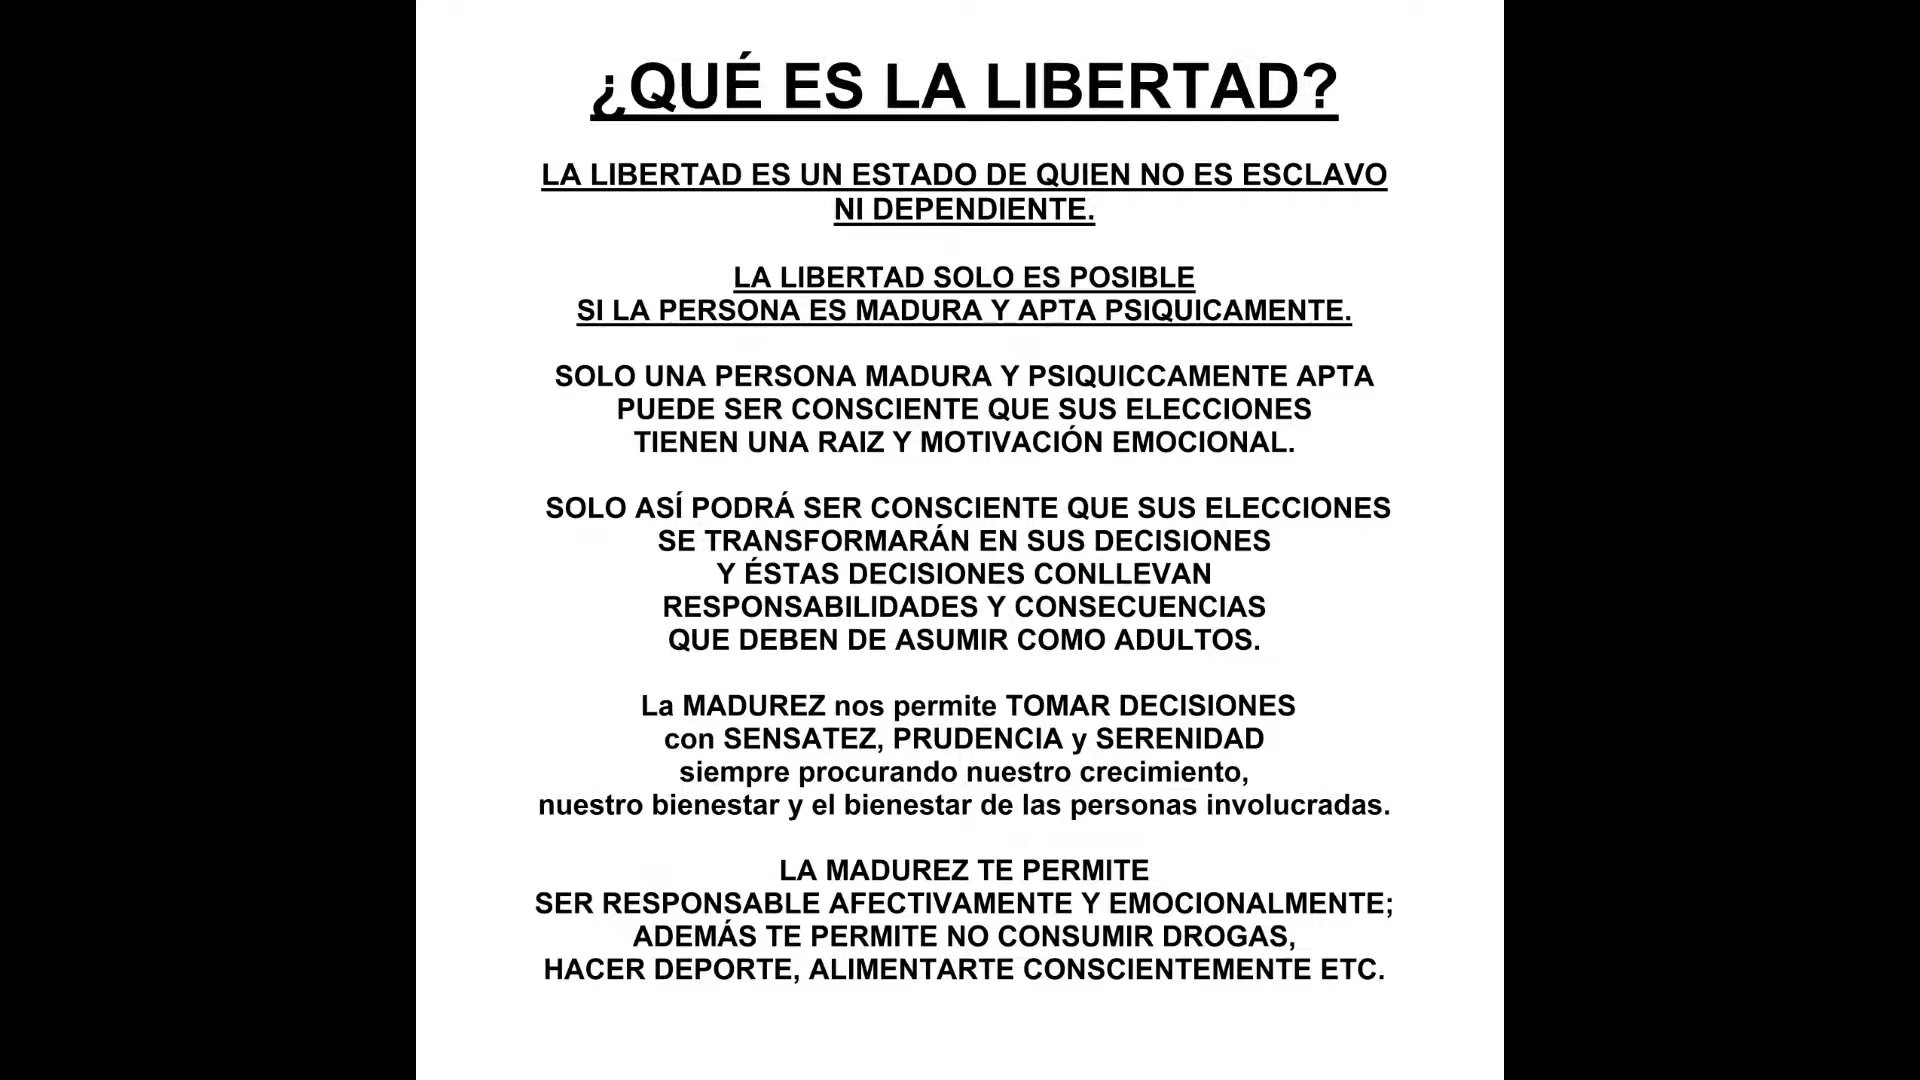 ¿QUÉ ES LA LIBERTAD?
LA LIBERTAD ES UN ESTADO DE QUIEN NO ES ESCLAVO
NI DEPENDIENTE.
LA LIBERTAD SOLO ES POSIBLE
SI LA PERSONA ES MADURA Y APTA PSIQUICAMENTE.
SOLO UNA PERSONA MADURA Y PSIQUICCAMENTE APTA
PUEDE SER CONSCIENTE QUE SUS ELECCIONES
TIENEN UNA RAIZ Y MOTIVACIÓN EMOCIONAL.
SOLO ASÍ PODRÁ SER CONSCIENTE QUE SUS ELECCIONES
SE TRANSFORMARÁN EN SUS DECISIONES
Y ÉSTAS DECISIONES CONLLEVAN
RESPONSABILIDADES Y CONSECUENCIAS
QUE DEBEN DE ASUMIR COMO ADULTOS.
La MADUREZ nos permite TOMAR DECISIONES
con SENSATEZ, PRUDENCIA y SERENIDAD
siempre procurando nuestro crecimiento,
nuestro bienestar y el bienestar de las personas involucradas.
LA MADUREZ TE PERMITE
SER RESPONSABLE AFECTIVAMENTE Y EMOCIONALMENTE;
ADEMÁS TE PERMITE NO CONSUMIR DROGAS,
HACER DEPORTE, ALIMENTARTE CONSCIENTEMENTE ETC.